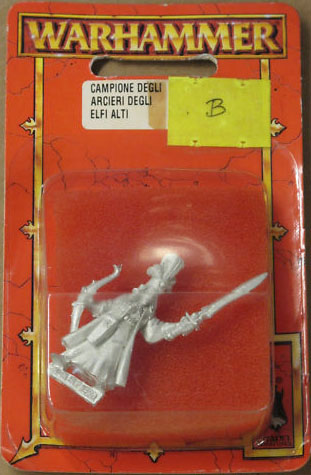 WARHAMMER
CAMPIONE DEGLI
ARCIERI DEGLI
ELFI ALTI
B